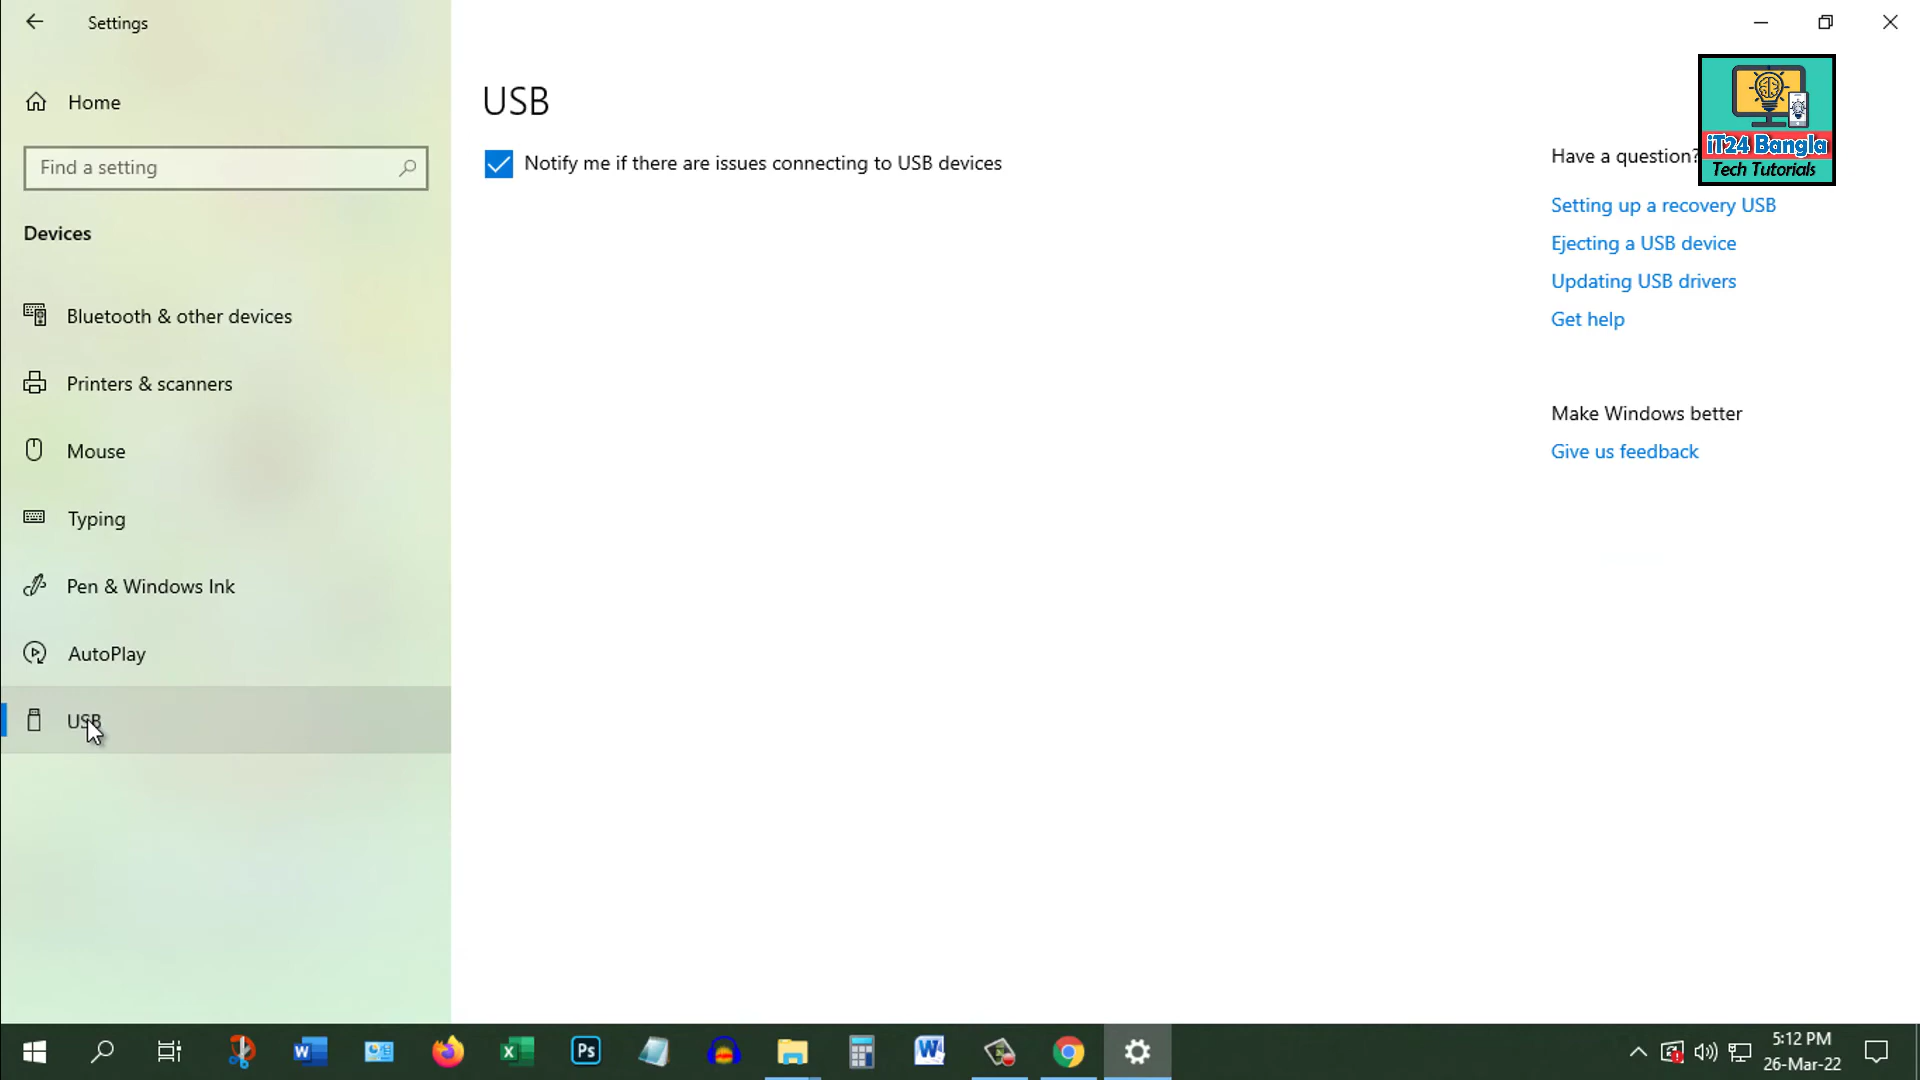 Settings
Home
Find a setting
Devices
Bluetooth & other devices
Printers & scanners
Mouse
Typing
Pen & Windows Ink
AutoPlay
USB
USB
Notify me if there are issues connecting to USB devices
iT24 Bangla
Tech Tutorials
Have a question?
Setting up a recovery USB
Ejecting a USB device
Updating USB drivers
Get help
Make Windows better
Give us feedback
Ps
5:12 PM
26-Mar-22